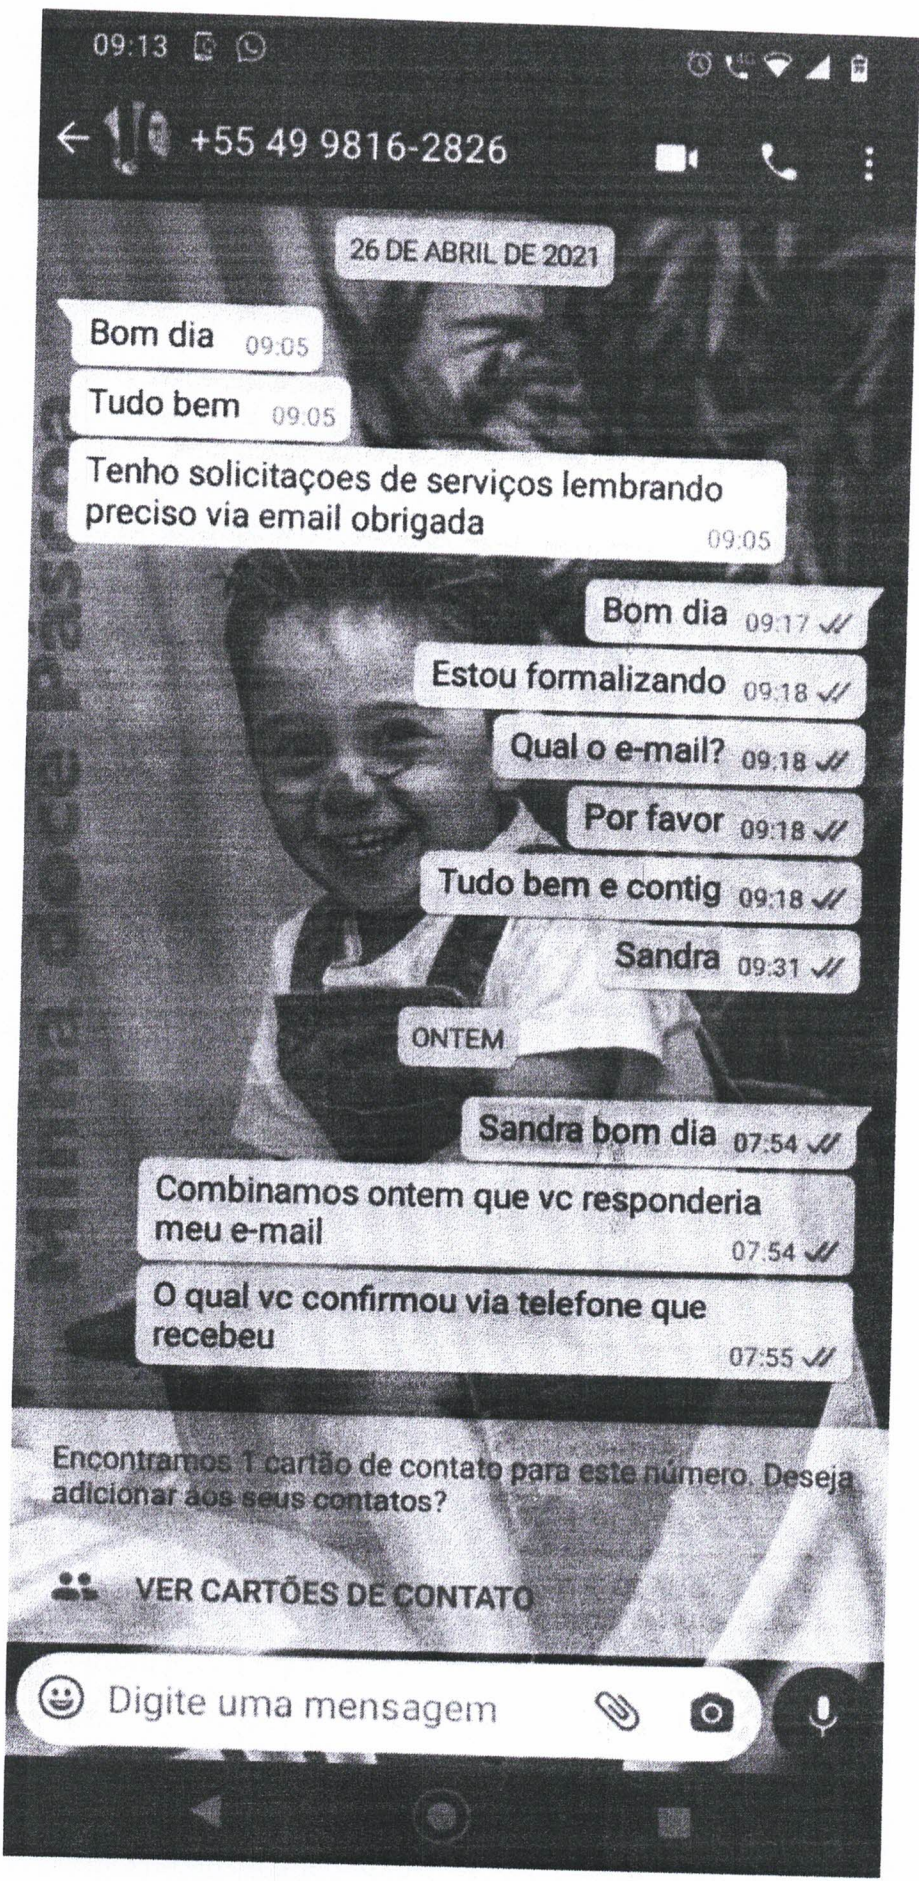 09:13
+55 49 9816-2826
26 DE ABRIL DE 2021
Bom dia 09:05
Tudo bem 09:05
Tenho solicitaçoes de serviços lembrando
preciso via email obrigada
09:05
Bom dia 09:17
Estou formalizando 09:18
Qual o e-mail? 09:18
Por favor 09:18
Tudo bem e contig 09:18
Sandra 09:31
ONTEM
Sandra bom dia 07:54
Combinamos ontem que vc responderia
meu e-mail
07:54
O qual vc confirmou via telefone que
recebeu
07:55
Encontramos 1 cartão de contato para este número. Deseja
adicionar aos seus contatos?
VER CARTÕES DE CONTATO
Digite uma mensagem
Minha doce Páscoa